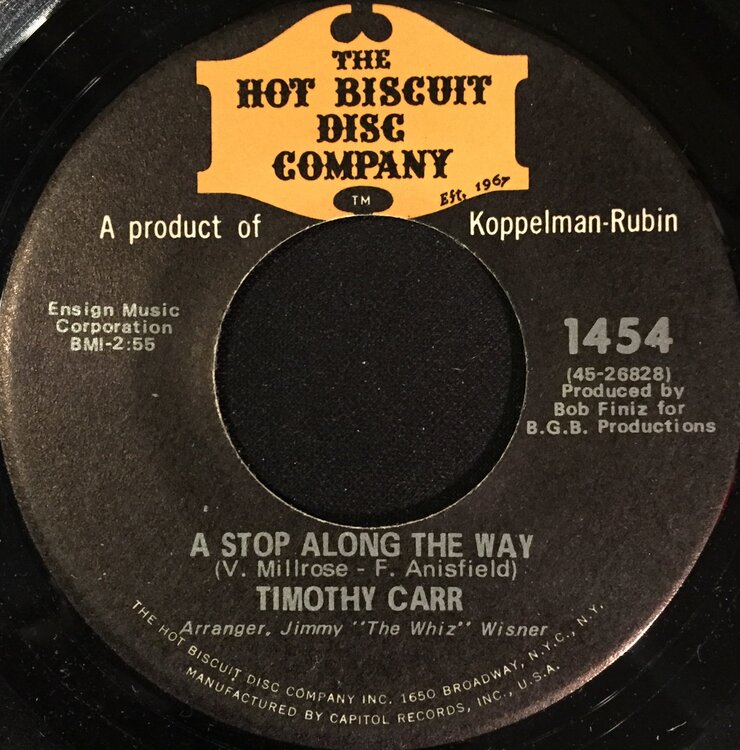 THE
HOT BISCUIT
DISC
COMPANY
Est. 1967
TM
A product of Koppelman-Rubin
Ensign Music
Corporation
BMI-2:55
1454
(45-26828)
Produced by
Bob Finiz for
B.G.B. Productions
A STOP ALONG THE WAY
(V. Millrose - F. Anisfield)
TIMOTHY CARR
Arranger, Jimmy "The Whiz" Wisner
THE HOT BISCUIT DISC COMPANY INC. 1650 BROADWAY, N.Y.C., N.Y.
MANUFACTURED BY CAPITOL RECORDS, INC., U.S.A.